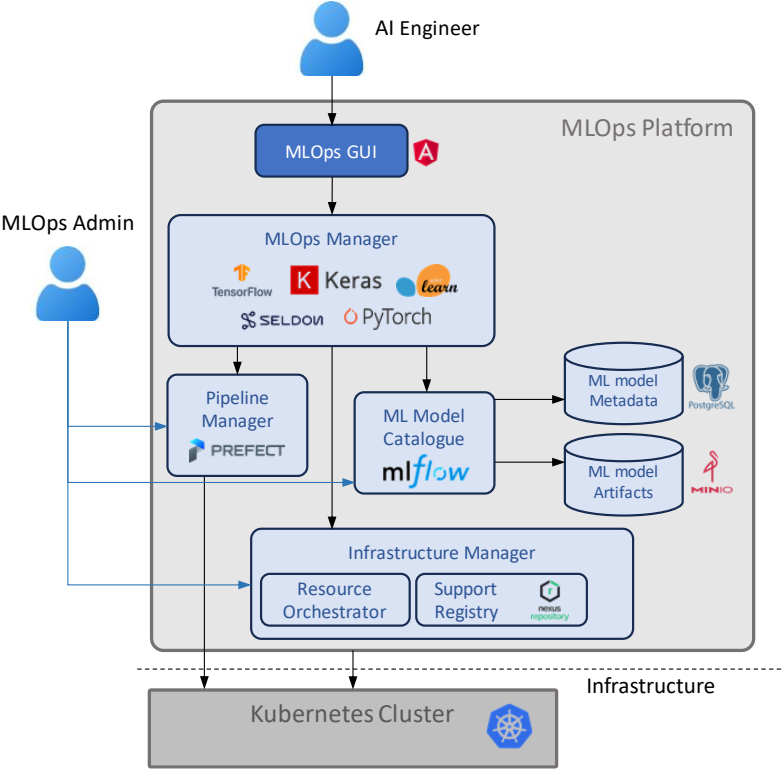 AI Engineer
MLOps Platform
MLOps GUI
A
MLOps Admin
MLOps Manager
TensorFlow
K Keras
learn
SELDON
PyTorch
Pipeline
Manager
PREFECT
ML Model
Catalogue
mlflow
ML model
Metadata
PostgreSQL
ML model
Artifacts
MINIO
Infrastructure Manager
Resource
Orchestrator
Support
Registry
r
nexus
repository
Infrastructure
Kubernetes Cluster